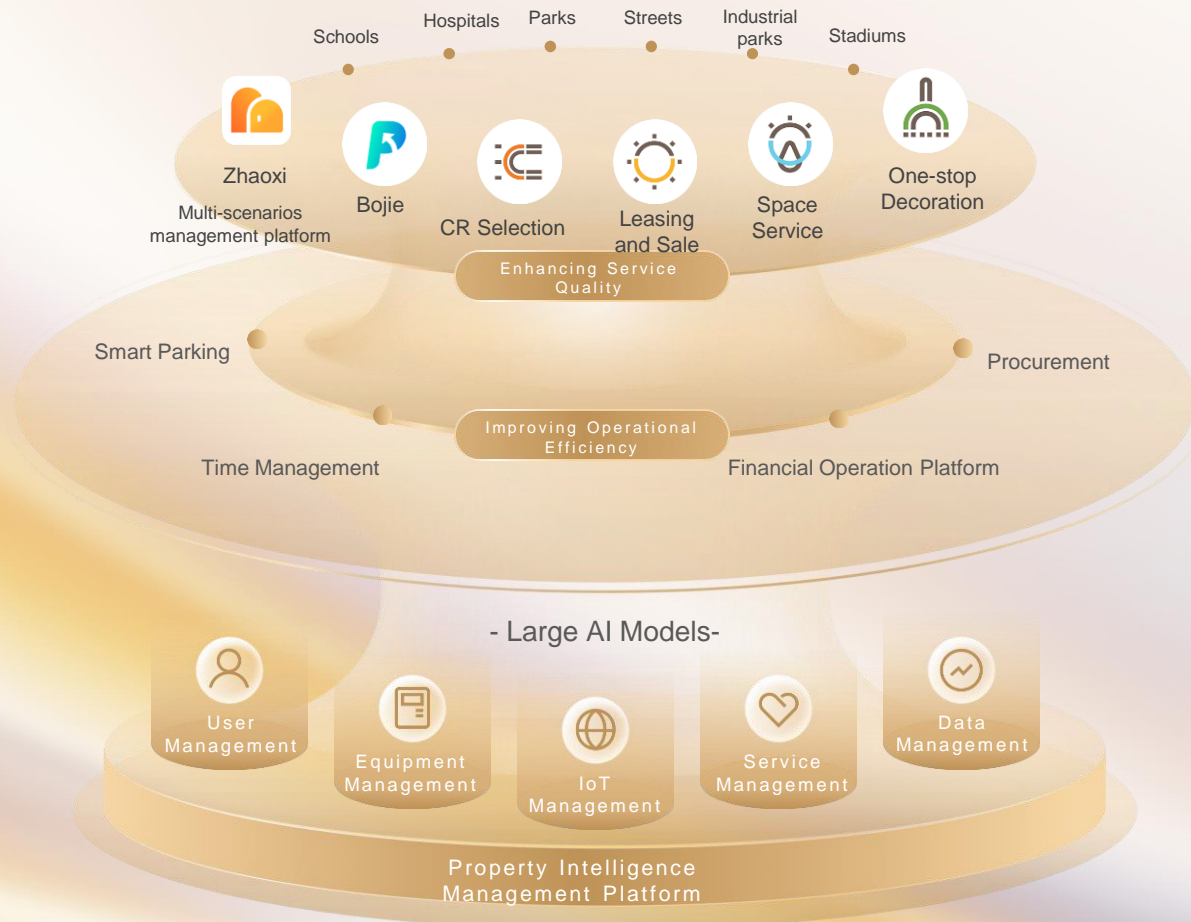 Schools
Hospitals
Parks
Streets
Industrial
parks
Stadiums
Zhaoxi
Multi-scenarios
management platform
Bojie
CR Selection
Leasing
and Sale
Space
Service
One-stop
Decoration
Enhancing Service
Quality
Smart Parking
Procurement
Improving Operational
Efficiency
Time Management
Financial Operation Platform
- Large AI Models-
User
Management
Equipment
Management
IoT
Management
Service
Management
Data
Management
Property Intelligence
Management Platform